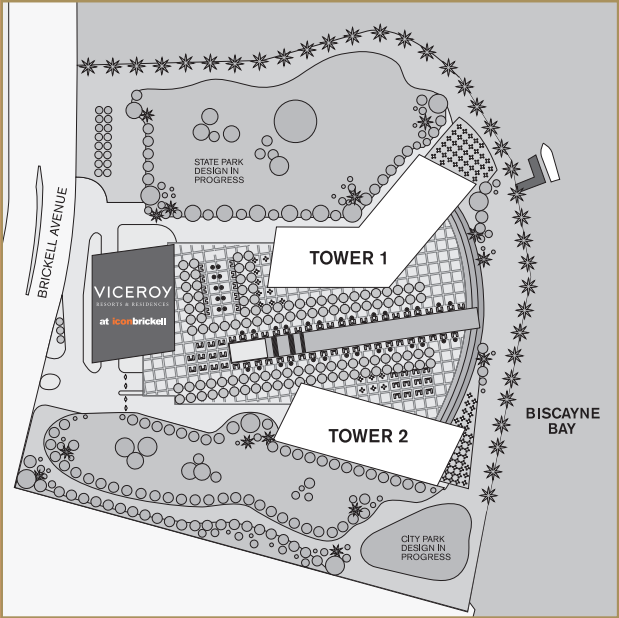 STATE PARK
DESIGN IN
PROGRESS
BRICKELL AVENUE
TOWER 1
VICEROY
RESORTS & RESIDENCES
at iconbrickell
BISCAYNE
BAY
TOWER 2
CITY PARK
DESIGN IN
PROGRESS